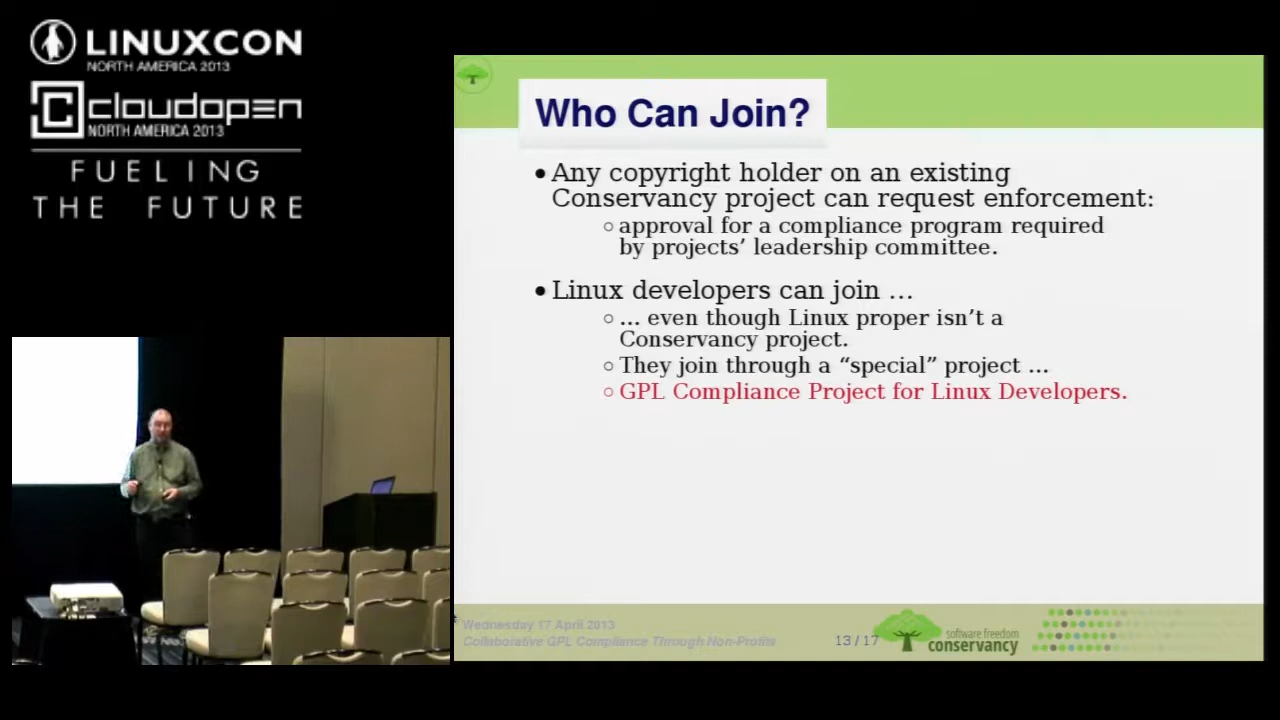 LINUXCON
NORTH AMERICA 2013
cloudopen
NORTH AMERICA 2013
FUELING
THE FUTURE
Who Can Join?
• Any copyright holder on an existing
Conservancy project can request enforcement:
○ approval for a compliance program required
by projects’ leadership committee.
• Linux developers can join …
○ … even though Linux proper isn’t a
Conservancy project.
○ They join through a “special” project …
○ GPL Compliance Project for Linux Developers.
Wednesday 17 April 2013
Collaborative GPL Compliance Through Non-Profits
13 / 17
software freedom
conservancy